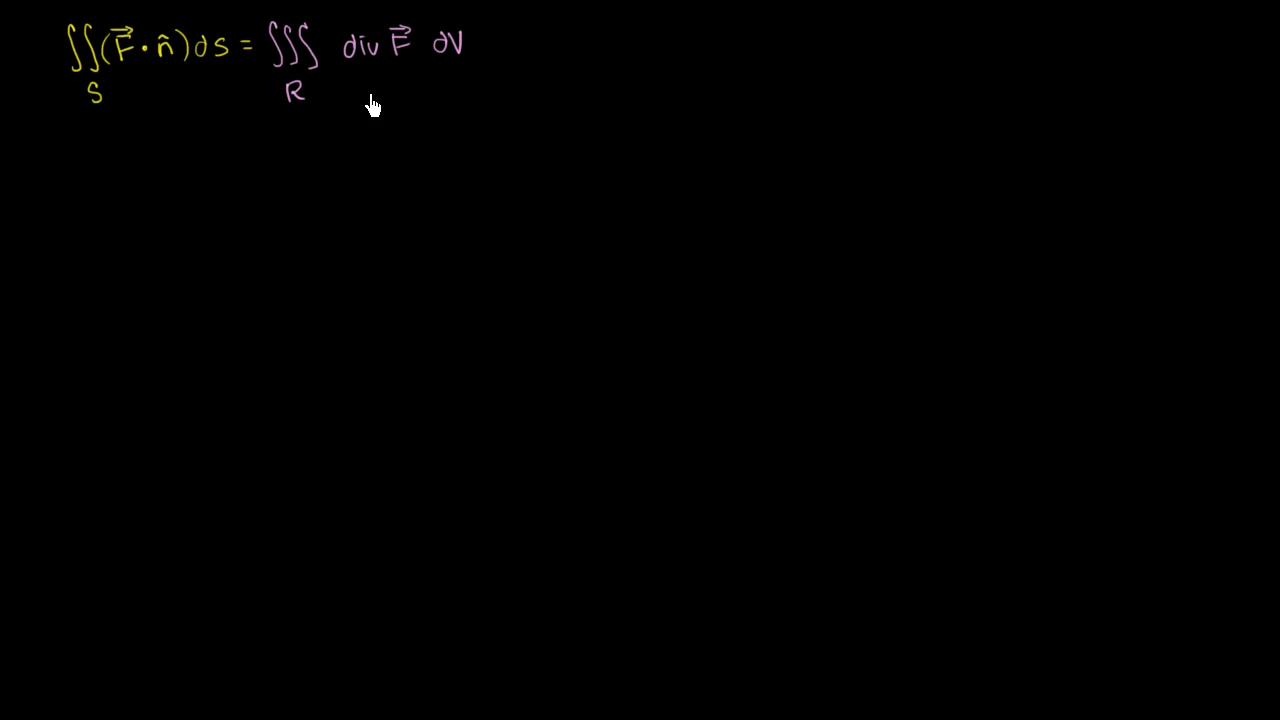 ∬(F⃗ · n̂) ds = ∭ div F⃗ dV
S R